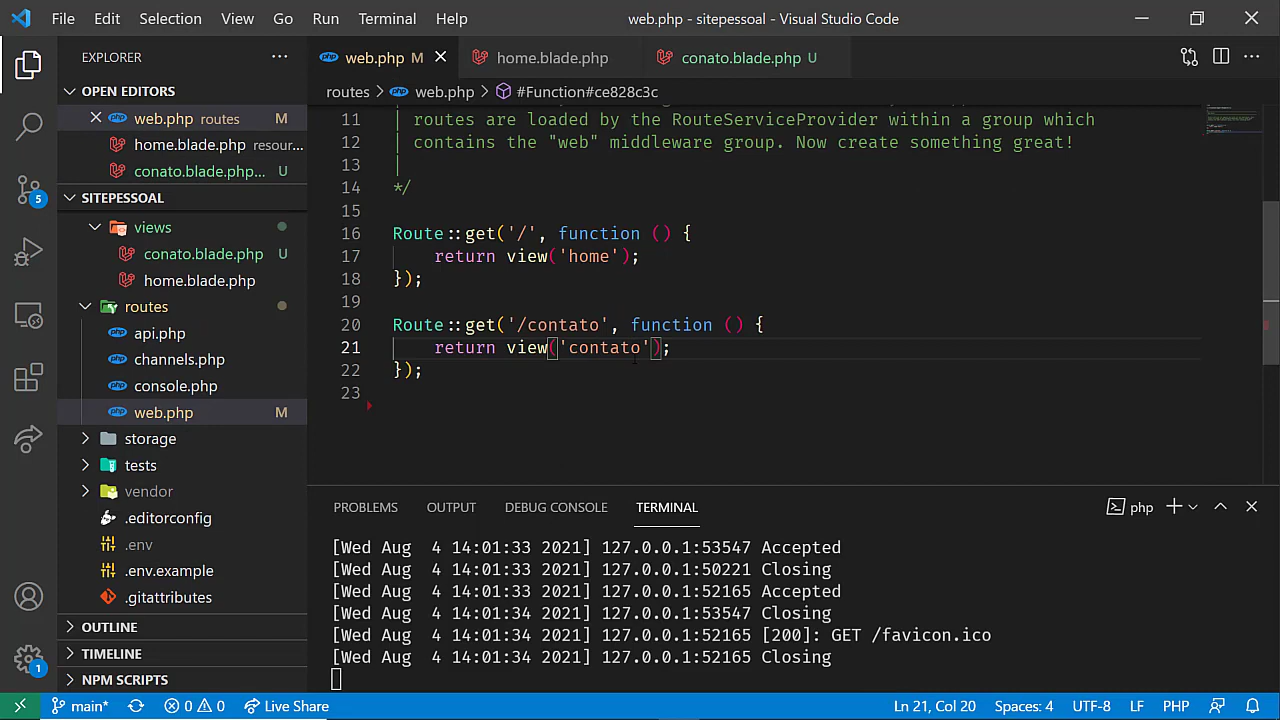 File Edit Selection View Go Run Terminal Help web.php - sitepessoal - Visual Studio Code
EXPLORER
web.php M
home.blade.php
conato.blade.php U
OPEN EDITORS
web.php routes M
home.blade.php resour...
conato.blade.php...
SITEPESSOAL
views
conato.blade.php U
home.blade.php
routes
api.php
channels.php
console.php
web.php M
storage
tests
vendor
.editorconfig
.env
.env.example
.gitattributes
OUTLINE
TIMELINE
NPM SCRIPTS
5
1
routes > web.php > #Function#ce828c3c
11 | routes are loaded by the RouteServiceProvider within a group which
12 | contains the "web" middleware group. Now create something great!
13 |
14 */
15
16 Route::get('/', function () {
17 return view('home');
18 });
19
20 Route::get('/contato', function () {
21 return view('contato');
22 });
23
PROBLEMS OUTPUT DEBUG CONSOLE TERMINAL
php
[Wed Aug  4 14:01:33 2021] 127.0.0.1:53547 Accepted
[Wed Aug  4 14:01:33 2021] 127.0.0.1:50221 Closing
[Wed Aug  4 14:01:33 2021] 127.0.0.1:52165 Accepted
[Wed Aug  4 14:01:34 2021] 127.0.0.1:53547 Closing
[Wed Aug  4 14:01:34 2021] 127.0.0.1:52165 [200]: GET /favicon.ico
[Wed Aug  4 14:01:34 2021] 127.0.0.1:52165 Closing
main* 0 0 Live Share Ln 21, Col 20 Spaces: 4 UTF-8 LF PHP